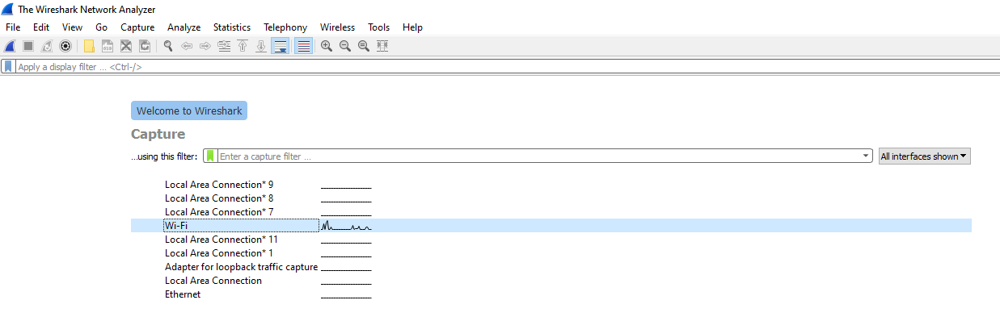 The Wireshark Network Analyzer
File Edit View Go Capture Analyze Statistics Telephony Wireless Tools Help
Apply a display filter ... <Ctrl-/>
Welcome to Wireshark
Capture
...using this filter: Enter a capture filter ... All interfaces shown
Local Area Connection* 9
Local Area Connection* 8
Local Area Connection* 7
Wi-Fi
Local Area Connection* 11
Local Area Connection* 1
Adapter for loopback traffic capture
Local Area Connection
Ethernet